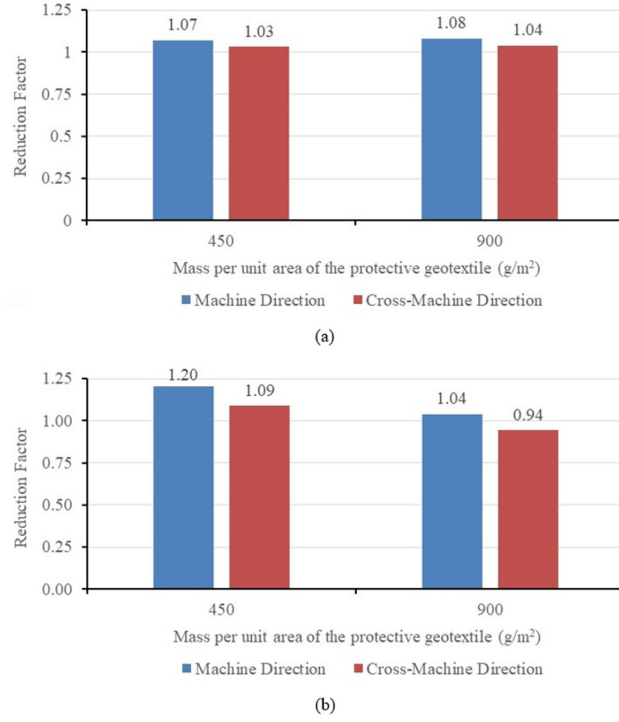 1.25
1.07
1.03
1.08
1.04
1
0.75
0.5
0.25
0
Reduction Factor
450
900
Mass per unit area of the protective geotextile (g/m²)
Machine Direction
Cross-Machine Direction
(a)
1.25
1.20
1.09
1.04
0.94
1.00
0.75
0.50
0.25
0.00
Reduction Factor
450
900
Mass per unit area of the protective geotextile (g/m²)
Machine Direction
Cross-Machine Direction
(b)